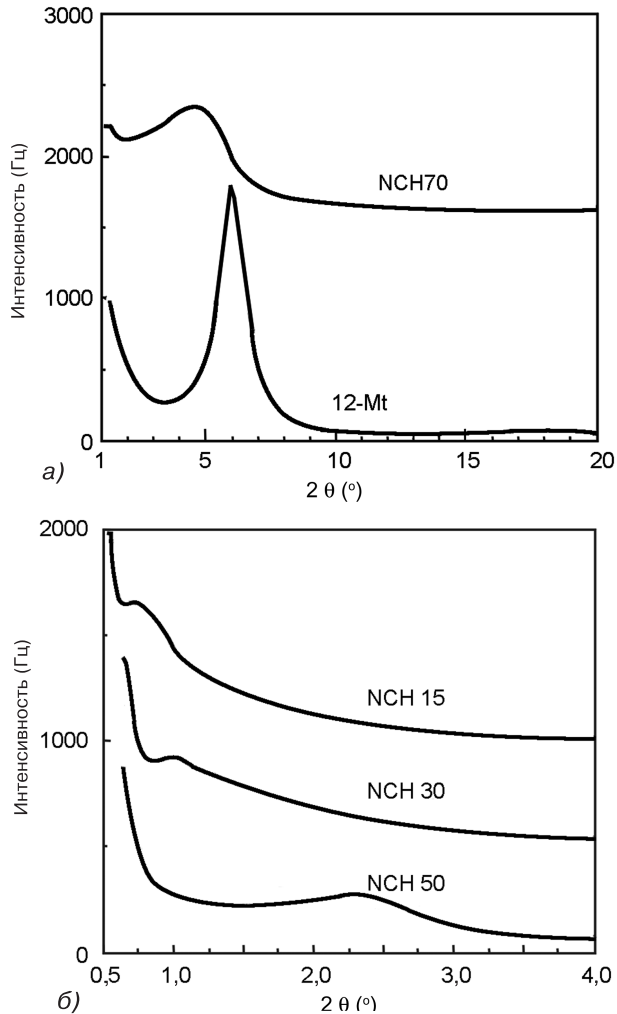 3000
2000
1000
0
Интенсивность (Гц)
NCH70
12-Mt
1 5 10 15 20
а)
2 θ (°)
2000
1000
0
Интенсивность (Гц)
NCH 15
NCH 30
NCH 50
0,5 1,0 2,0 3,0 4,0
б)
2 θ (°)